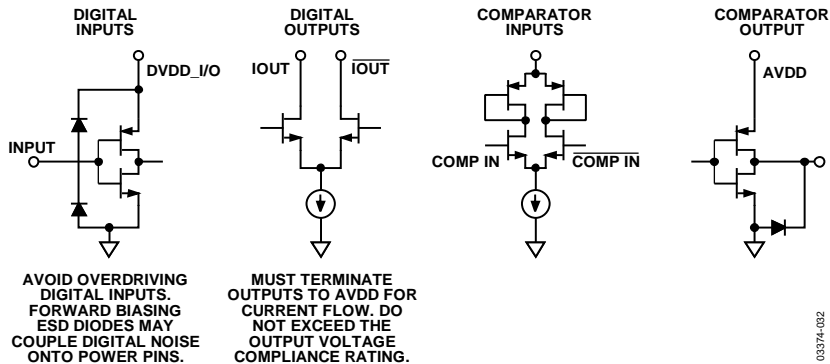 DIGITAL
INPUTS
DVDD_I/O
INPUT
AVOID OVERDRIVING
DIGITAL INPUTS.
FORWARD BIASING
ESD DIODES MAY
COUPLE DIGITAL NOISE
ONTO POWER PINS.
DIGITAL
OUTPUTS
IOUT
IOUT
MUST TERMINATE
OUTPUTS TO AVDD FOR
CURRENT FLOW. DO
NOT EXCEED THE
OUTPUT VOLTAGE
COMPLIANCE RATING.
COMPARATOR
INPUTS
COMP IN
COMP IN
COMPARATOR
OUTPUT
AVDD
03374-032